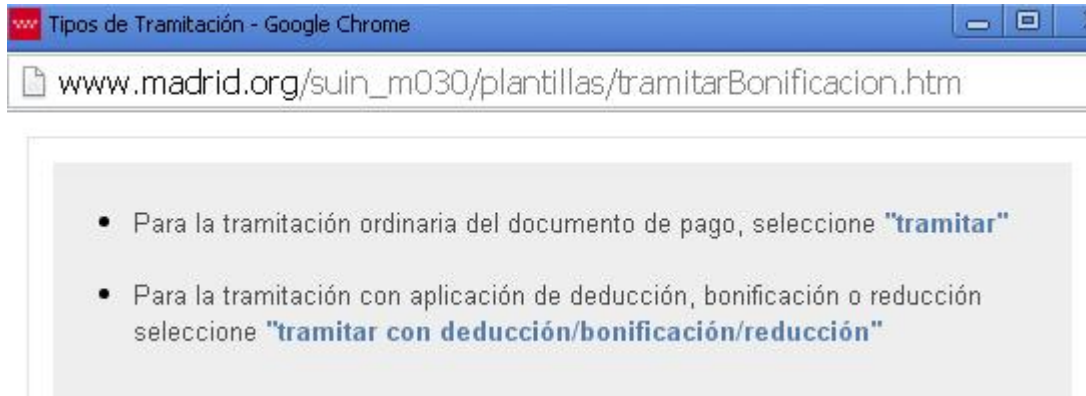 Tipos de Tramitación - Google Chrome
www.madrid.org/suin_m030/plantillas/tramitarBonificacion.htm
• Para la tramitación ordinaria del documento de pago, seleccione "tramitar"
• Para la tramitación con aplicación de deducción, bonificación o reducción
seleccione "tramitar con deducción/bonificación/reducción"